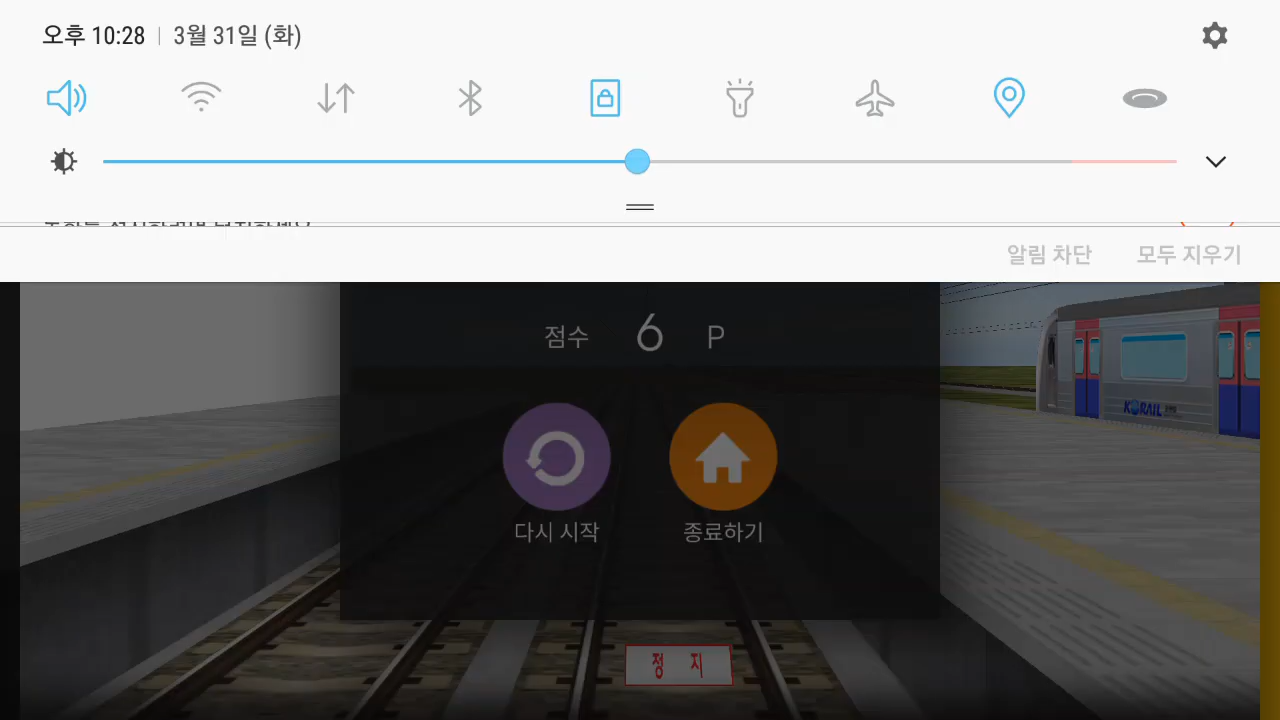 오후 10:28 | 3월 31일 (화)
알림 차단 모두 지우기
점수 6 P
KORAIL
다시 시작 종료하기
정 지